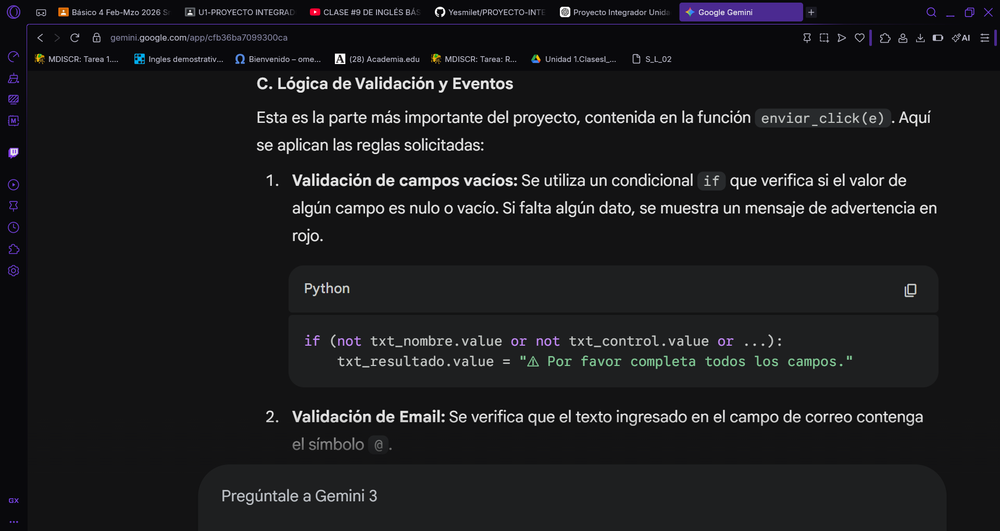 Básico 4 Feb-Mzo 2026 Sr
U1-PROYECTO INTEGRAD
CLASE #9 DE INGLÉS BÁS
Yesmilet/PROYECTO-INTE
Proyecto Integrador Unida
Google Gemini
gemini.google.com/app/cfb36ba7099300ca
AI
MDISCR: Tarea 1....
Ingles demostrativ...
Bienvenido – ome...
A (28) Academia.edu
MDISCR: Tarea: R...
Unidad 1.ClasesI_...
S_L_02
M
C. Lógica de Validación y Eventos
Esta es la parte más importante del proyecto, contenida en la función enviar_click(e). Aquí
se aplican las reglas solicitadas:
1. Validación de campos vacíos: Se utiliza un condicional if que verifica si el valor de
algún campo es nulo o vacío. Si falta algún dato, se muestra un mensaje de advertencia en
rojo.
Python
if (not txt_nombre.value or not txt_control.value or ...):
txt_resultado.value = "⚠ Por favor completa todos los campos."
2. Validación de Email: Se verifica que el texto ingresado en el campo de correo contenga
el símbolo @.
Pregúntale a Gemini 3
GX